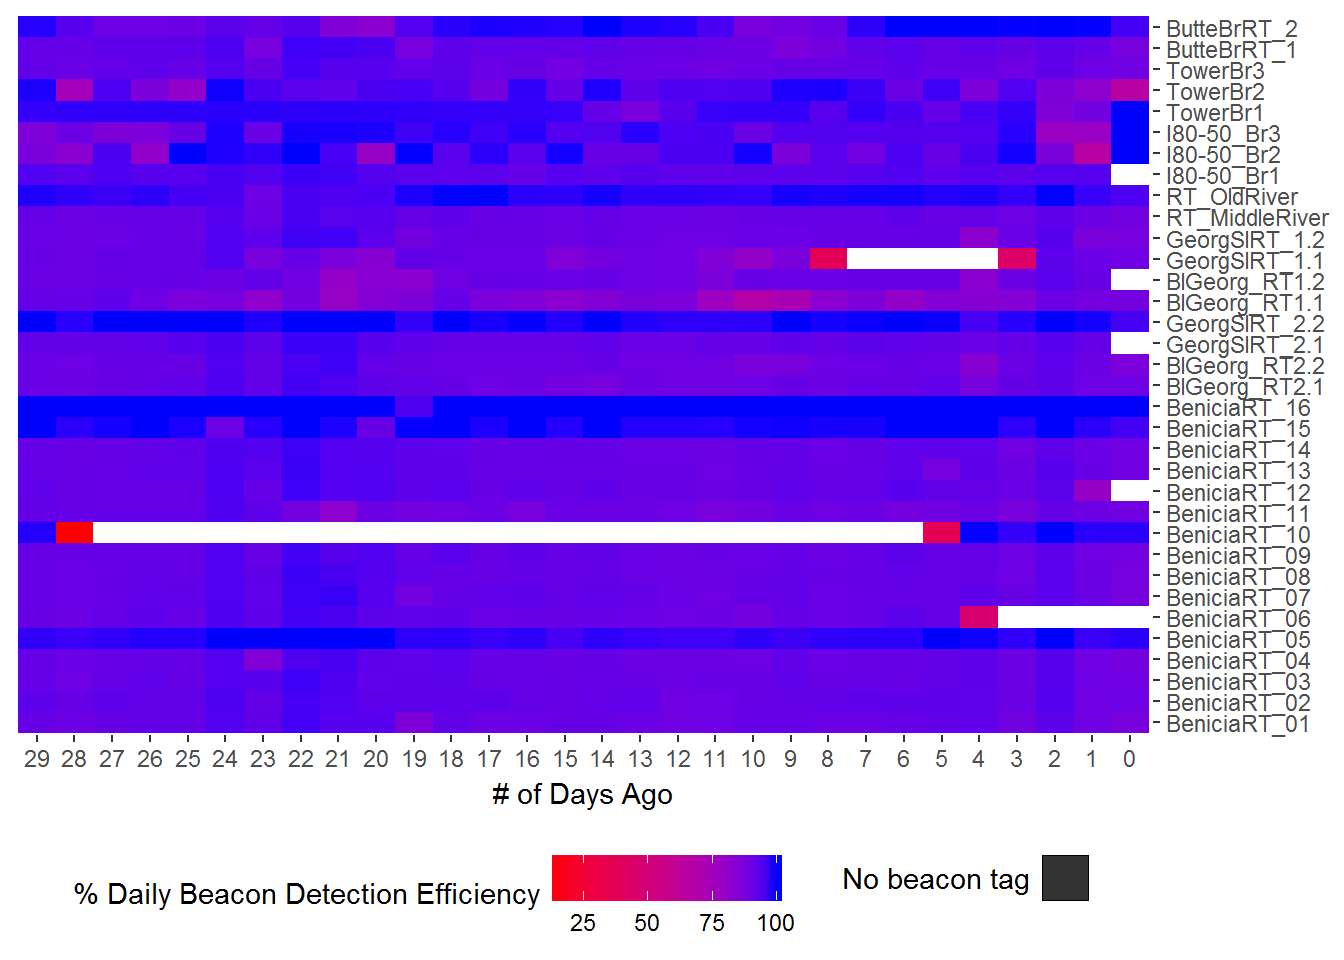 ButteBrRT_2
ButteBrRT_1
TowerBr3
TowerBr2
TowerBr1
I80-50_Br3
I80-50_Br2
I80-50_Br1
RT_OldRiver
RT_MiddleRiver
GeorgSlRT_1.2
GeorgSlRT_1.1
BlGeorg_RT1.2
BlGeorg_RT1.1
GeorgSlRT_2.2
GeorgSlRT_2.1
BlGeorg_RT2.2
BlGeorg_RT2.1
BeniciaRT_16
BeniciaRT_15
BeniciaRT_14
BeniciaRT_13
BeniciaRT_12
BeniciaRT_11
BeniciaRT_10
BeniciaRT_09
BeniciaRT_08
BeniciaRT_07
BeniciaRT_06
BeniciaRT_05
BeniciaRT_04
BeniciaRT_03
BeniciaRT_02
BeniciaRT_01
29 28 27 26 25 24 23 22 21 20 19 18 17 16 15 14 13 12 11 10 9 8 7 6 5 4 3 2 1 0
# of Days Ago
% Daily Beacon Detection Efficiency
25 50 75 100
No beacon tag